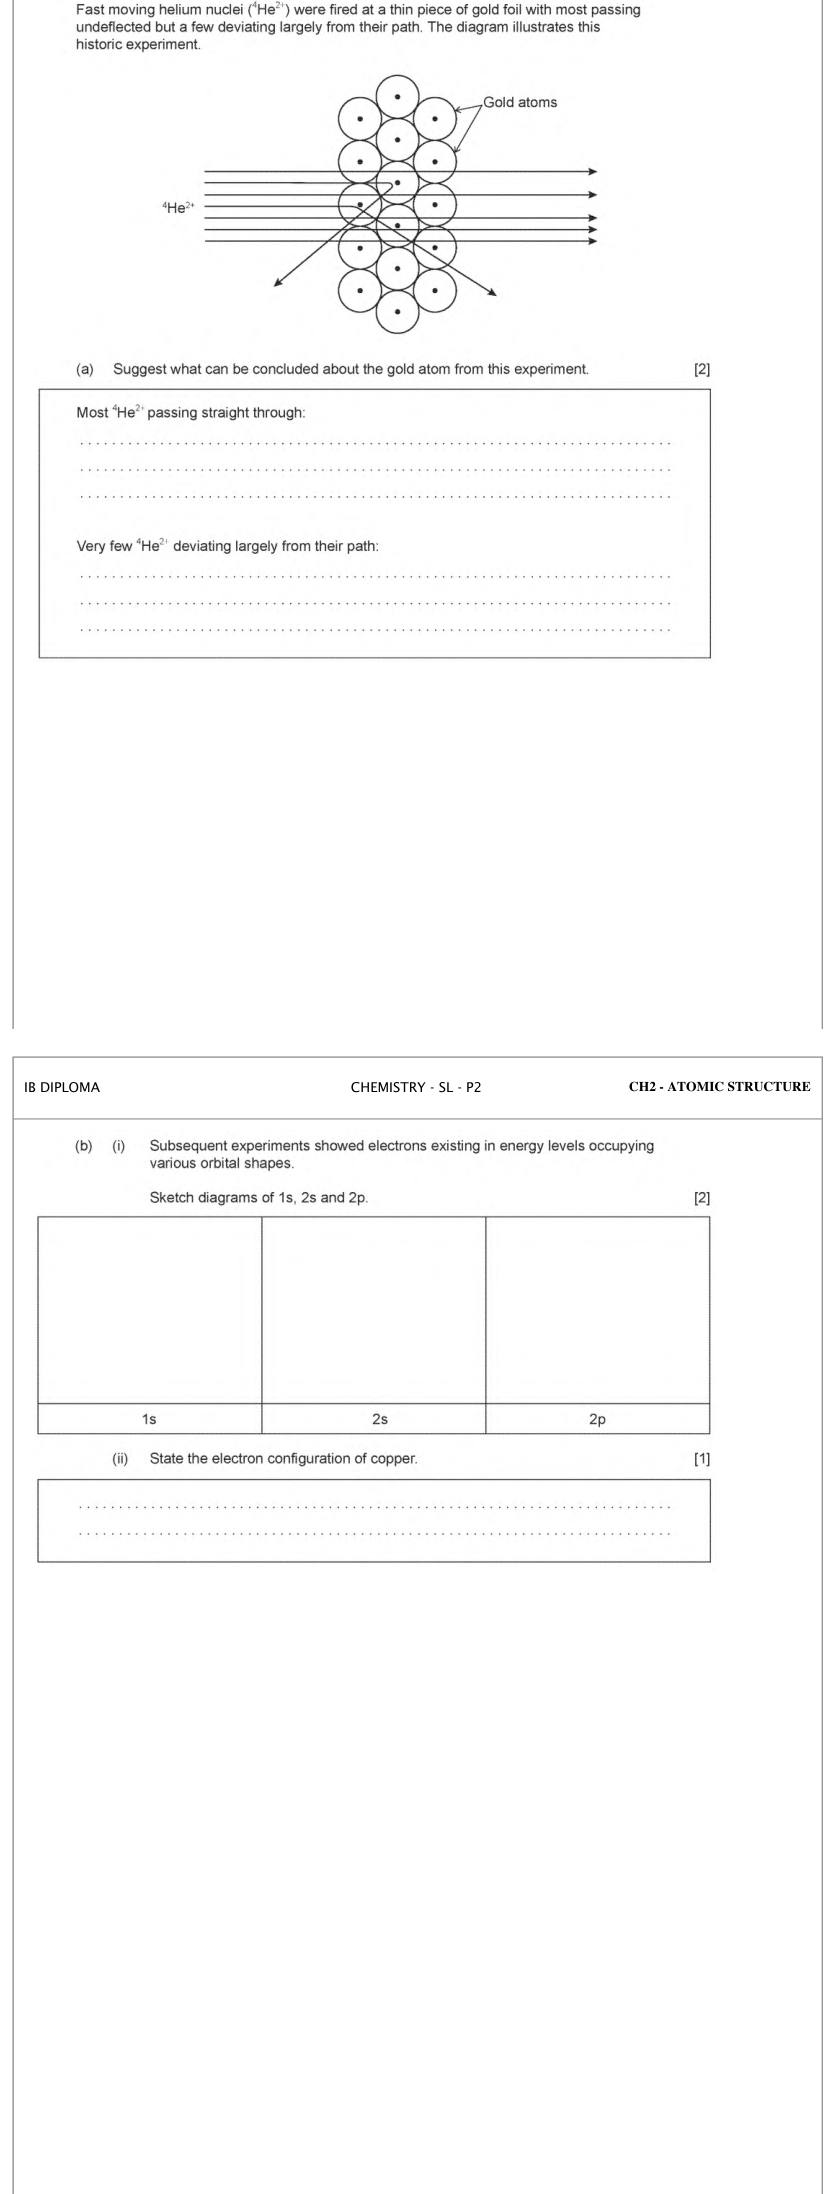 Fast moving helium nuclei (⁴He²⁺) were fired at a thin piece of gold foil with most passing
undeflected but a few deviating largely from their path. The diagram illustrates this
historic experiment.
Gold atoms
⁴He²⁺
(a) Suggest what can be concluded about the gold atom from this experiment. [2]
Most ⁴He²⁺ passing straight through:
Very few ⁴He²⁺ deviating largely from their path:
IB DIPLOMA CHEMISTRY - SL - P2 CH2 - ATOMIC STRUCTURE
(b) (i) Subsequent experiments showed electrons existing in energy levels occupying
various orbital shapes.
Sketch diagrams of 1s, 2s and 2p. [2]
1s 2s 2p
(ii) State the electron configuration of copper. [1]